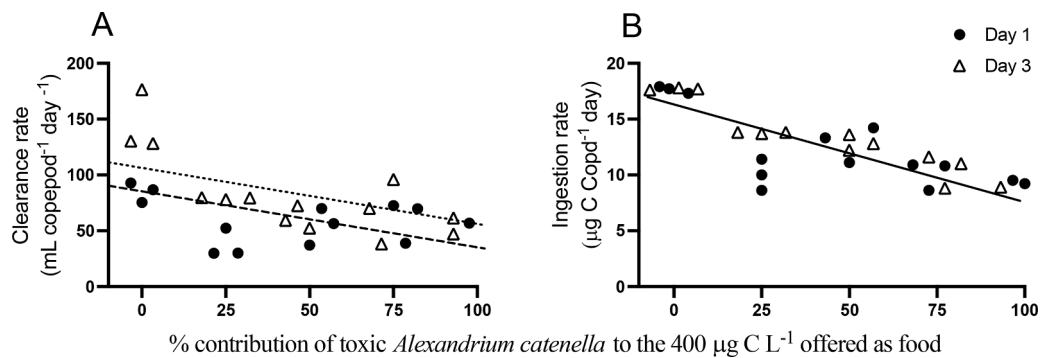 A
B
Day 1
Day 3
Clearance rate
(mL copepod⁻¹ day⁻¹)
200
150
100
50
0
0 25 50 75 100
Ingestion rate
(µg C Copd⁻¹ day)
20
15
10
5
0
0 25 50 75 100
% contribution of toxic Alexandrium catenella to the 400 µg C L⁻¹ offered as food